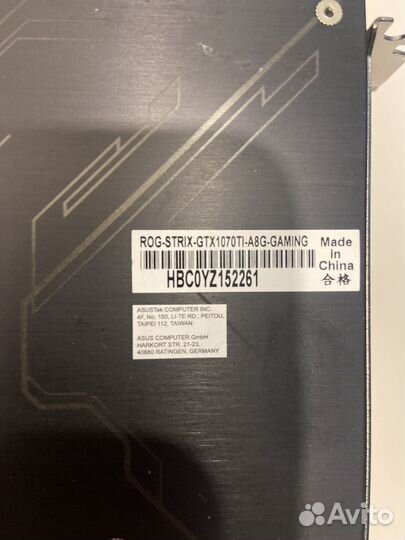 ROG-STRIX-GTX1070TI-A8G-GAMING
HBC0YZ152261
Made
in
China
合格
ASUSTek COMPUTER INC.
4F, No. 150, LI-TE RD., PEITOU,
TAIPEI 112, TAIWAN
ASUS COMPUTER GmbH
HARKORT STR. 21-23,
40880 RATINGEN, GERMANY
Avito